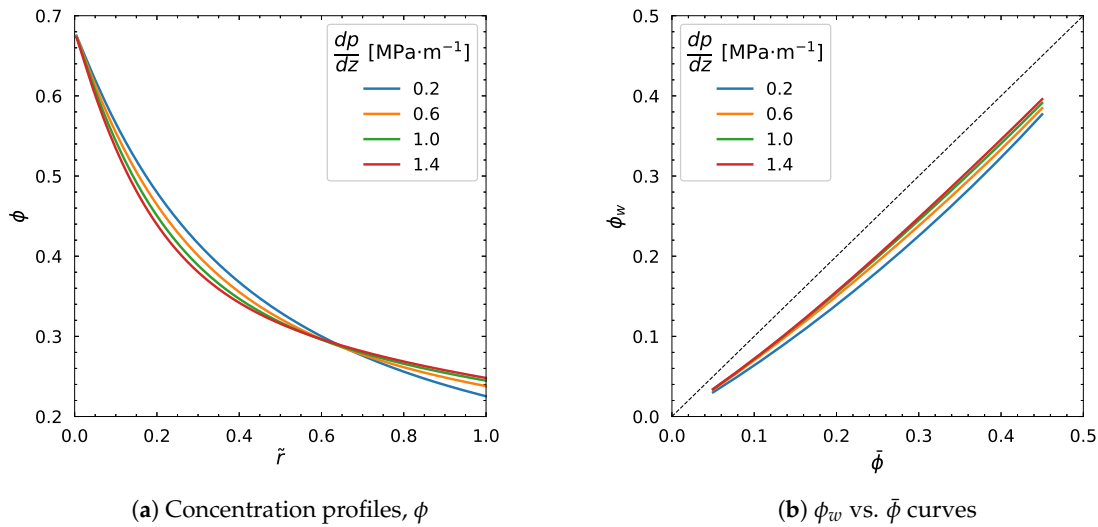 0.7
0.6
0.5
0.4
0.3
0.2
ϕ
0.0 0.2 0.4 0.6 0.8 1.0
r̃
dp/dz [MPa·m⁻¹]
0.2
0.6
1.0
1.4
(a) Concentration profiles, ϕ
0.5
0.4
0.3
0.2
0.1
0.0
ϕ_w
0.0 0.1 0.2 0.3 0.4 0.5
ϕ̄
dp/dz [MPa·m⁻¹]
0.2
0.6
1.0
1.4
(b) ϕ_w vs. ϕ̄ curves